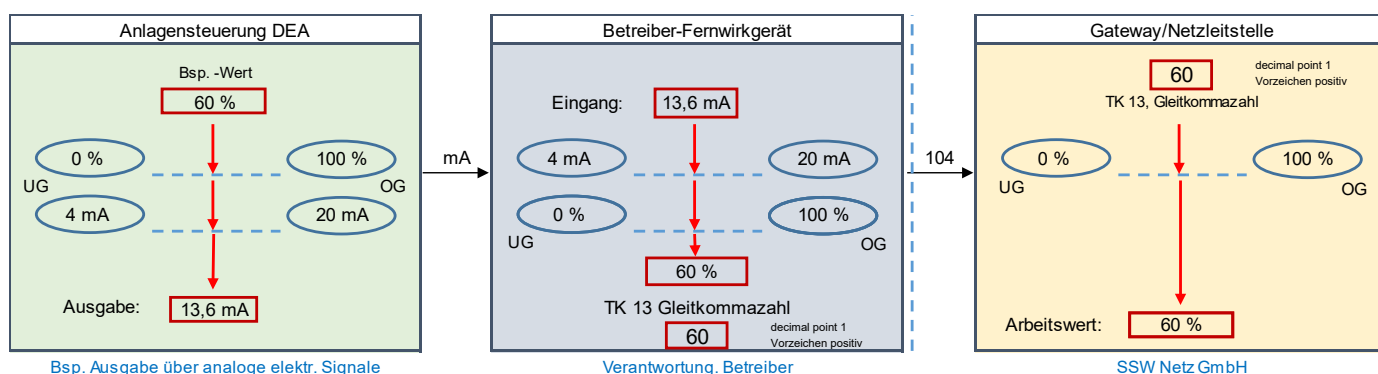 Anlagensteuerung DEA
Bsp. -Wert
60 %
0 %
100 %
UG
OG
4 mA
20 mA
Ausgabe:
13,6 mA
Bsp. Ausgabe über analoge elektr. Signale
mA
Betreiber-Fernwirkgerät
Eingang:
13,6 mA
4 mA
20 mA
0 %
100 %
UG
OG
60 %
TK 13 Gleitkommazahl
60
decimal point 1
Vorzeichen positiv
Verantwortung. Betreiber
104
Gateway/Netzleitstelle
60
decimal point 1
Vorzeichen positiv
TK 13, Gleitkommazahl
0 %
100 %
UG
OG
Arbeitswert:
60 %
SSW Netz GmbH